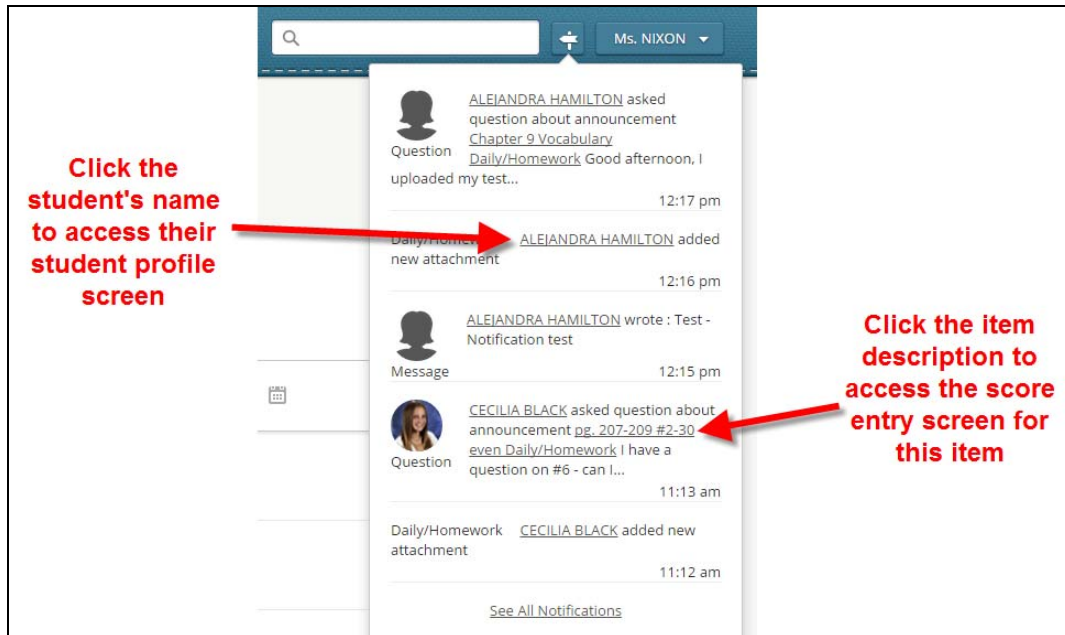 Ms. NIXON
ALEJANDRA HAMILTON asked
question about announcement
Chapter 9 Vocabulary
Question
Daily/Homework Good afternoon, I
uploaded my test...
12:17 pm
Click the
student's name
to access their
student profile
screen
Daily/Homework ALEJANDRA HAMILTON added
new attachment
12:16 pm
ALEJANDRA HAMILTON wrote : Test -
Notification test
Message
12:15 pm
Click the item
description to
access the score
entry screen for
this item
CECILIA BLACK asked question about
announcement pg. 207-209 #2-30
even Daily/Homework I have a
Question
question on #6 - can I...
11:13 am
Daily/Homework CECILIA BLACK added new
attachment
11:12 am
See All Notifications